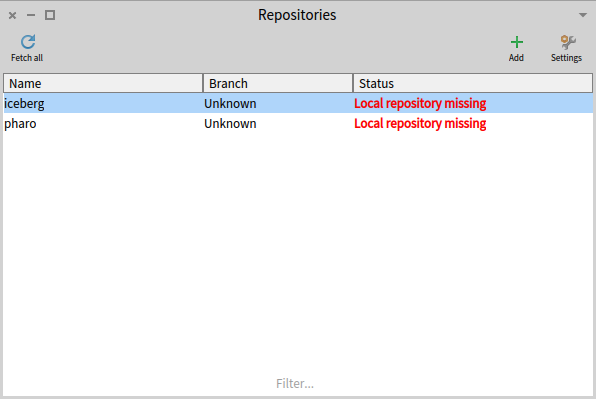 Repositories
Fetch all
Add
Settings
Name Branch Status
iceberg Unknown Local repository missing
pharo Unknown Local repository missing
Filter...